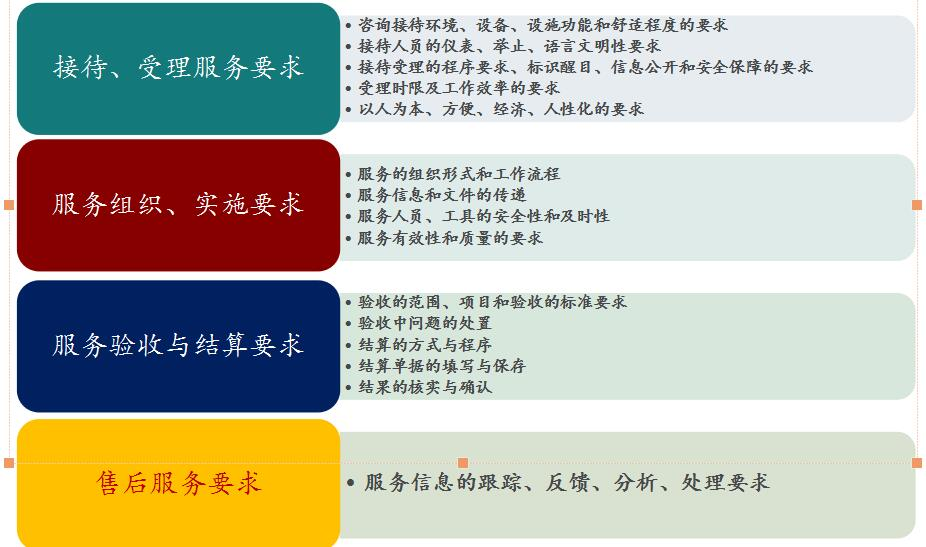 接待、受理服务要求
• 咨询接待环境、设备、设施功能和舒适程度的要求
• 接待人员的仪表、举止、语言文明性要求
• 接待受理的程序要求、标识醒目、信息公开和安全保障的要求
• 受理时限及工作效率的要求
• 以人为本、方便、经济、人性化的要求
服务组织、实施要求
• 服务的组织形式和工作流程
• 服务信息和文件的传递
• 服务人员、工具的安全性和及时性
• 服务有效性和质量的要求
服务验收与结算要求
• 验收的范围、项目和验收的标准要求
• 验收中问题的处置
• 结算的方式与程序
• 结算单据的填写与保存
• 结果的核实与确认
售后服务要求
• 服务信息的跟踪、反馈、分析、处理要求